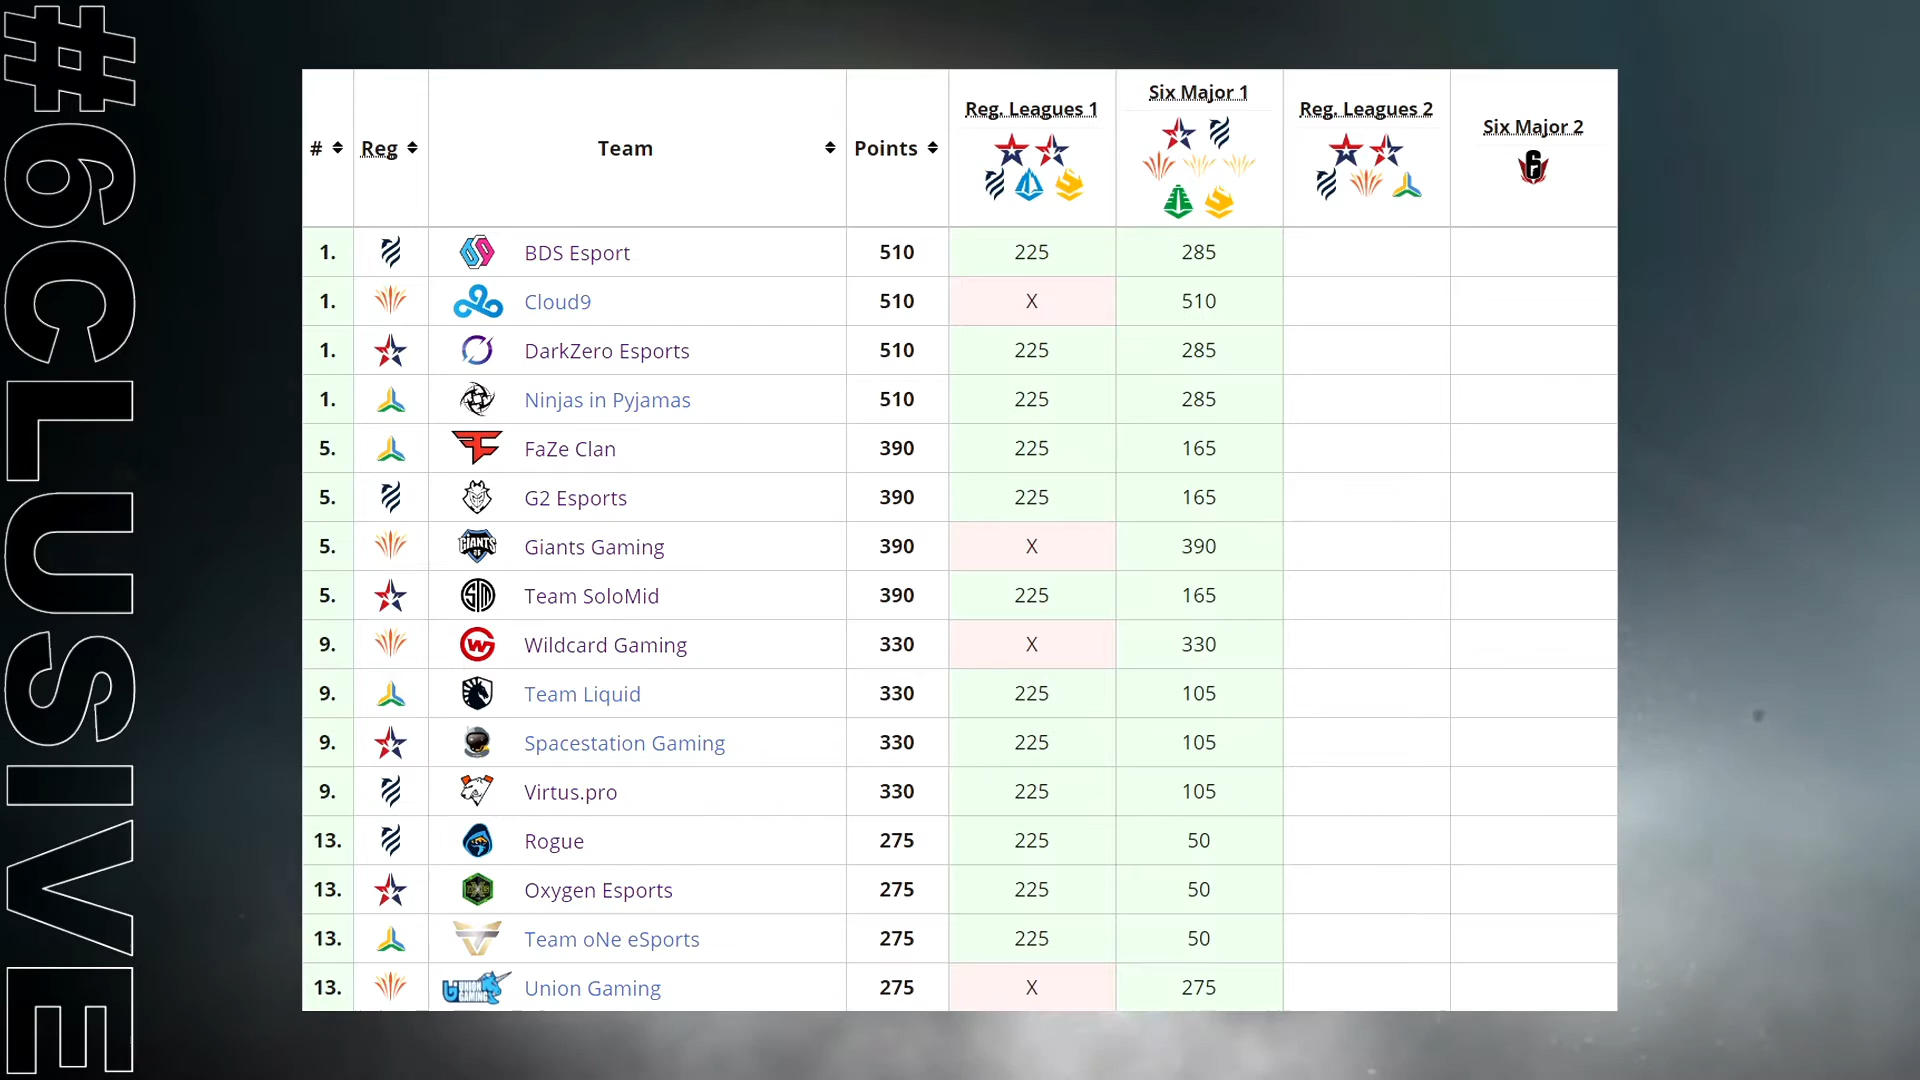 #6CLUSIVE
# Reg Team Points Reg. Leagues 1 Six Major 1 Reg. Leagues 2 Six Major 2
1. BDS Esport 510 225 285
1. Cloud9 510 X 510
1. DarkZero Esports 510 225 285
1. Ninjas in Pyjamas 510 225 285
5. FaZe Clan 390 225 165
5. G2 Esports 390 225 165
5. GIANTS Giants Gaming 390 X 390
5. Team SoloMid 390 225 165
9. Wildcard Gaming 330 X 330
9. Team Liquid 330 225 105
9. Spacestation Gaming 330 225 105
9. Virtus.pro 330 225 105
13. Rogue 275 225 50
13. Oxygen Esports 275 225 50
13. Team oNe eSports 275 225 50
13. Union Gaming 275 X 275